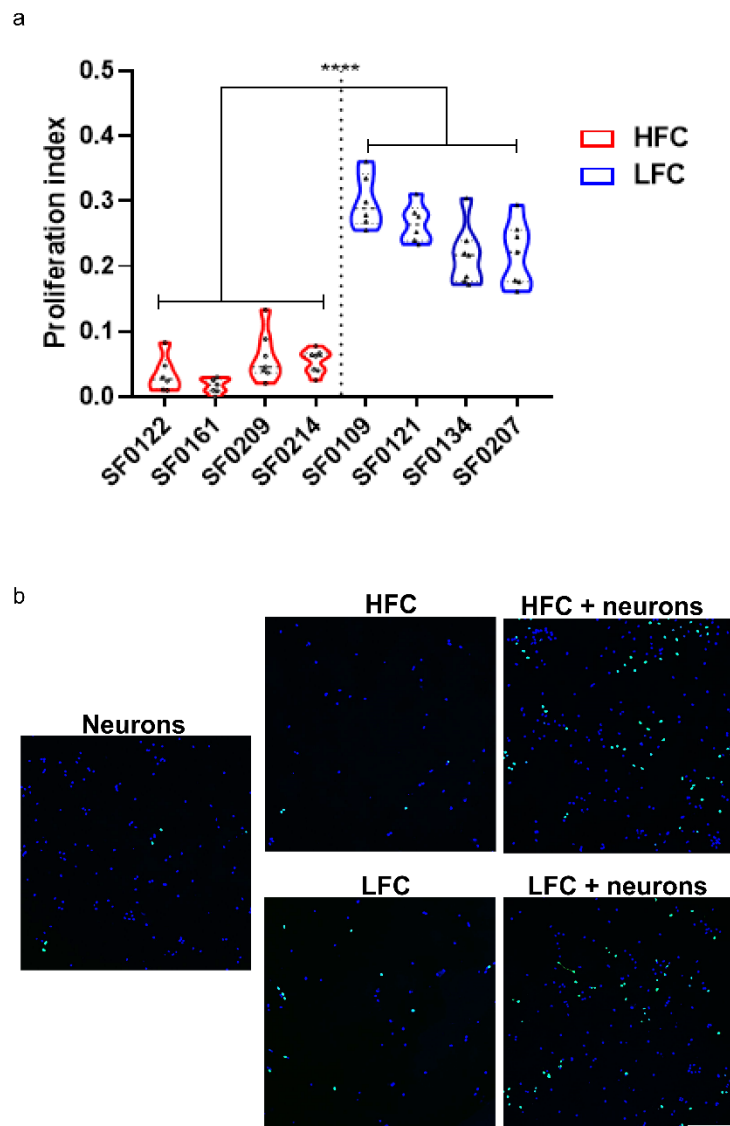 a
****
0.5
0.4
0.3
0.2
0.1
0.0
Proliferation index
HFC
LFC
SF0122
SF0161
SF0209
SF0214
SF0109
SF0121
SF0134
SF0207
b
Neurons
HFC
HFC + neurons
LFC
LFC + neurons